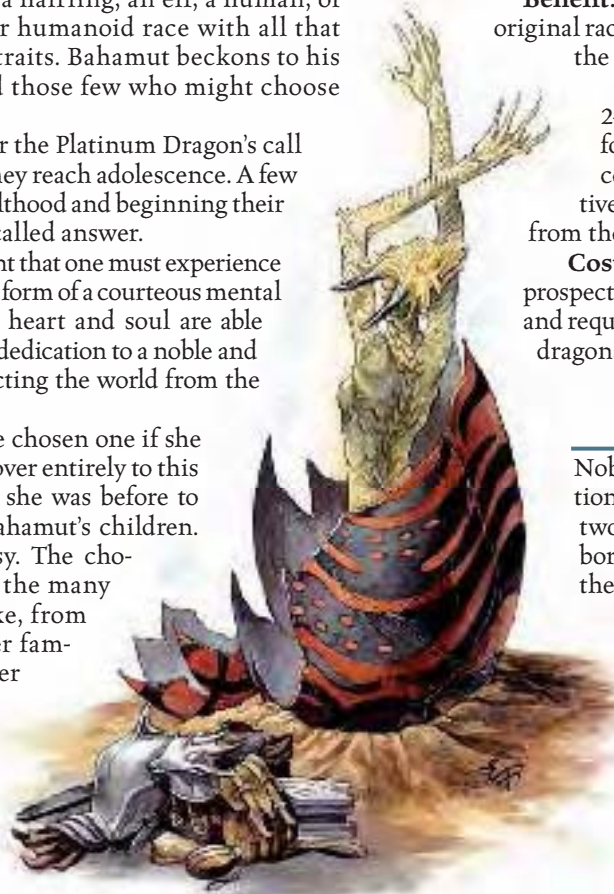 a halfling, an elf, a human, or
r humanoid race with all that
traits. Bahamut beckons to his
d those few who might choose
r the Platinum Dragon's call
hey reach adolescence. A few
lthood and beginning their
called answer.
nt that one must experience
form of a courteous mental
heart and soul are able
dedication to a noble and
cting the world from the
e chosen one if she
over entirely to this
she was before to
ahamut's children.
sy. The cho-
the many
ke, from
er fam-
er
Benefit:
original rac
the
2
fo
co
tive
from the
Cos
prospect
and requ
dragon
Nob
tion
two
bor
the